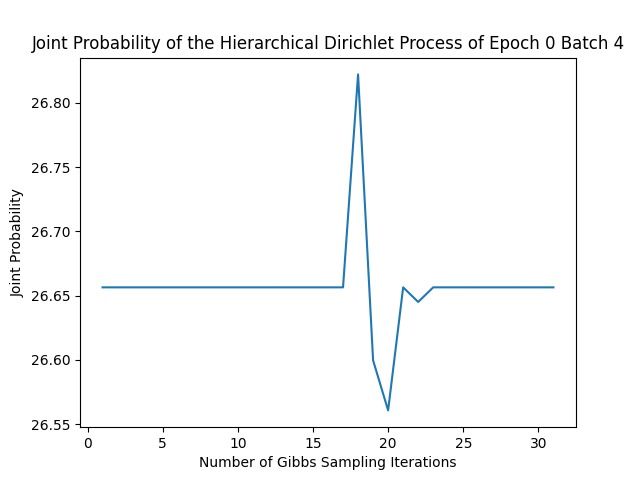 Joint Probability of the Hierarchical Dirichlet Process of Epoch 0 Batch 4
26.80
26.75
26.70
26.65
26.60
26.55
Joint Probability
0 5 10 15 20 25 30
Number of Gibbs Sampling Iterations